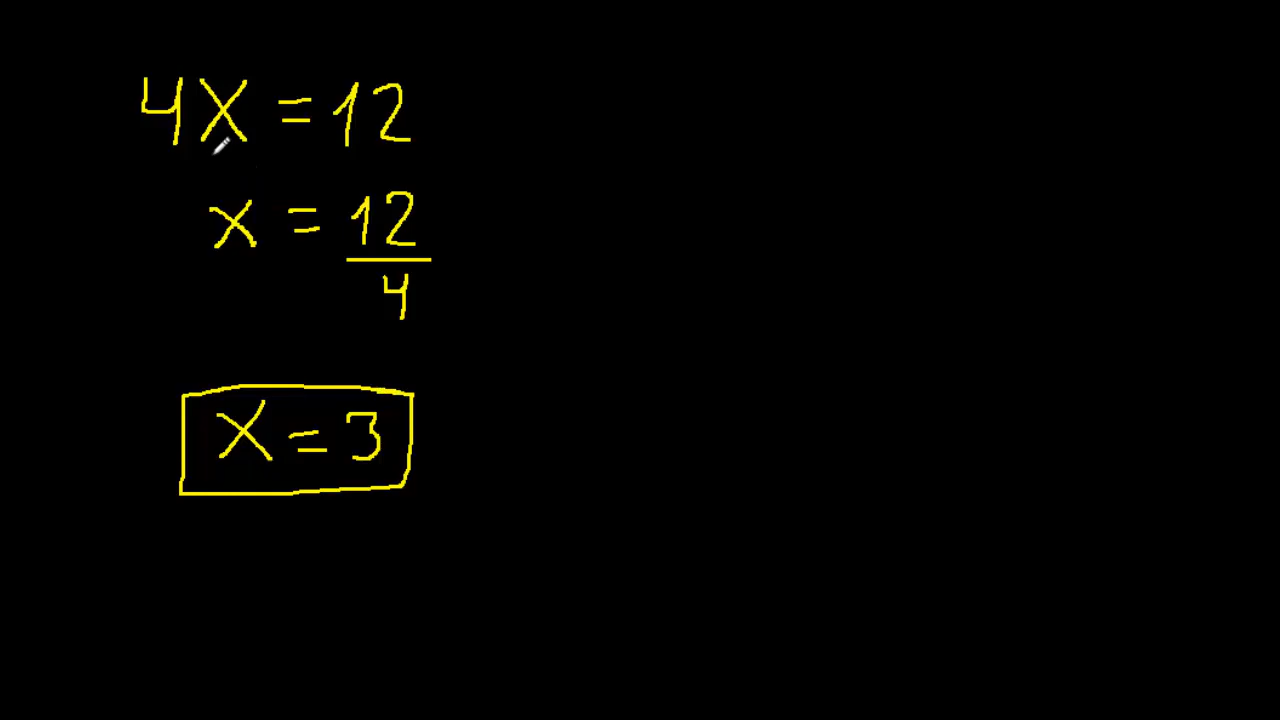 4X = 12
x = 12
4
X = 3